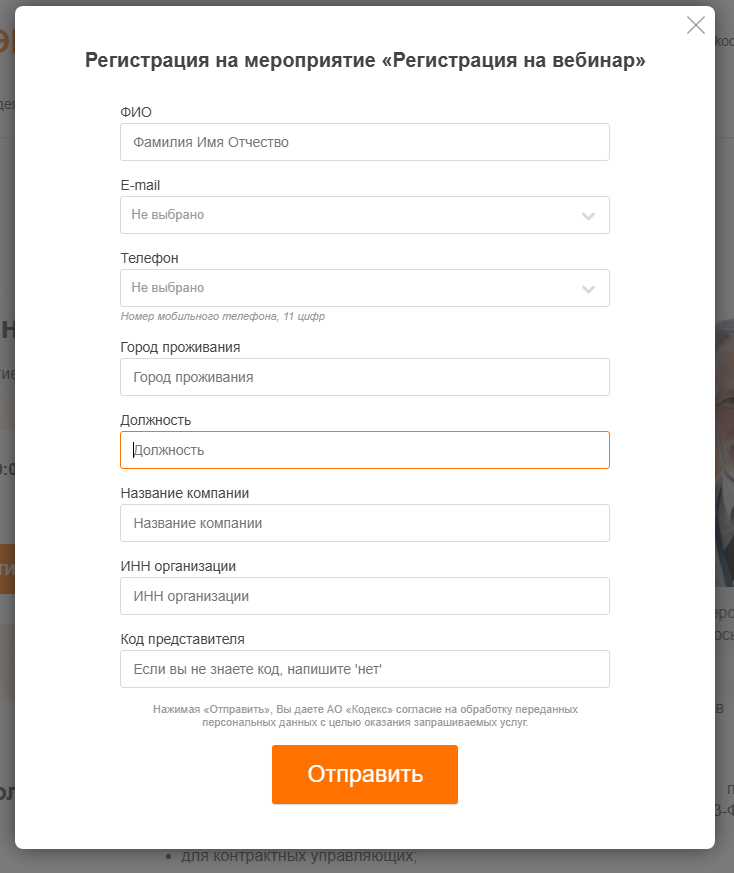 Регистрация на мероприятие «Регистрация на вебинар»
ФИО
Фамилия Имя Отчество
E-mail
Не выбрано
Телефон
Не выбрано
Номер мобильного телефона, 11 цифр
Город проживания
Город проживания
Должность
Должность
Название компании
Название компании
ИНН организации
ИНН организации
Код представителя
Если вы не знаете код, напишите 'нет'
Нажимая «Отправить», Вы даете АО «Кодекс» согласие на обработку переданных
персональных данных с целью оказания запрашиваемых услуг.
Отправить
для контрактных управляющих;